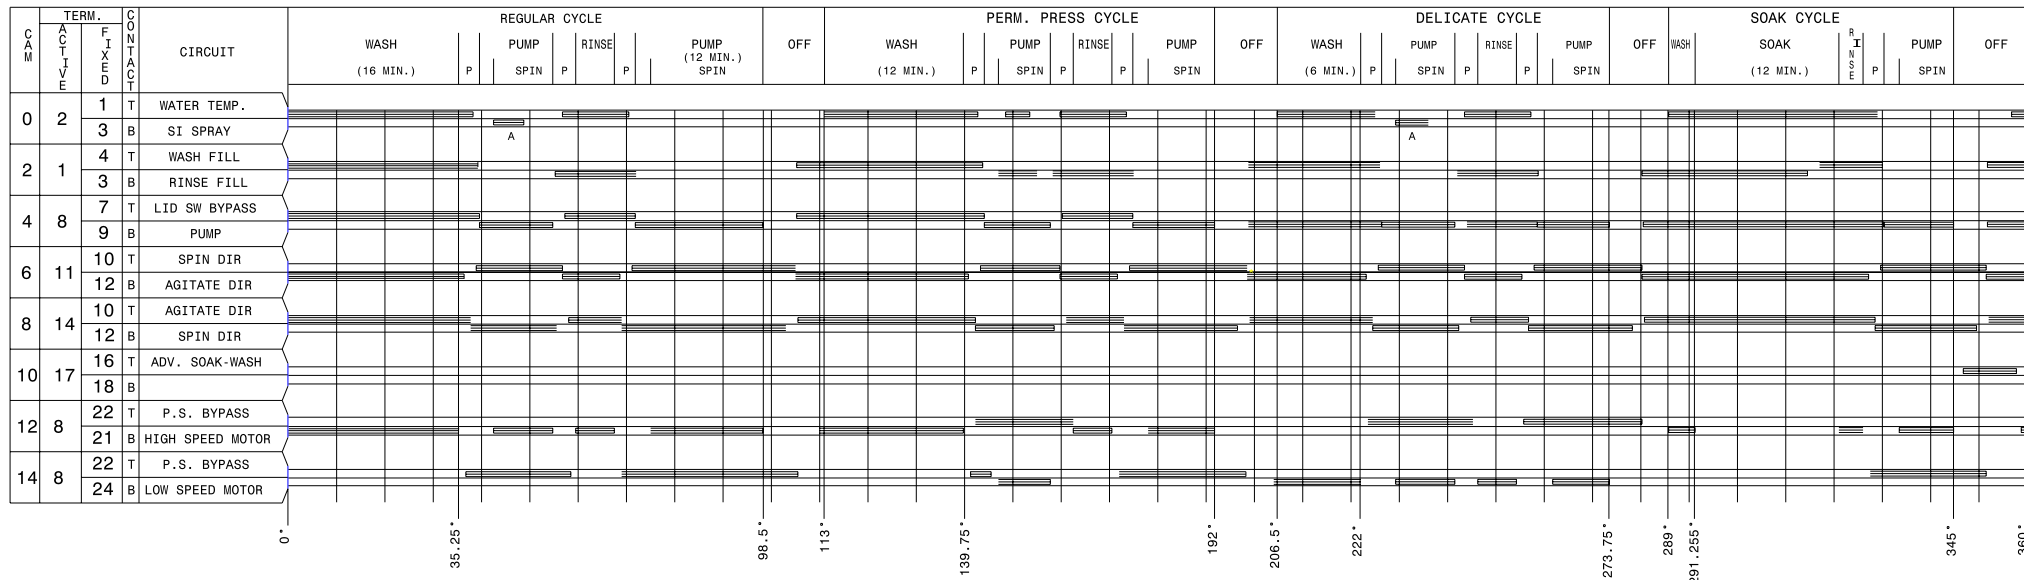 TERM.
CAM
ACTIVE
FIXED
CONTACT
CIRCUIT
REGULAR CYCLE
PERM. PRESS CYCLE
DELICATE CYCLE
SOAK CYCLE
WASH PUMP RINSE PUMP OFF WASH PUMP RINSE PUMP OFF WASH PUMP RINSE PUMP OFF WASH SOAK RINSE PUMP OFF
(12 MIN.)
(16 MIN.) P SPIN P P SPIN (12 MIN.) P SPIN P P SPIN (6 MIN.) P SPIN P P SPIN (12 MIN.) P SPIN
0 2 1 T WATER TEMP.
3 B SI SPRAY A A
2 1 4 T WASH FILL
3 B RINSE FILL
4 8 7 T LID SW BYPASS
9 B PUMP
6 11 10 T SPIN DIR
12 B AGITATE DIR
8 14 10 T AGITATE DIR
12 B SPIN DIR
10 17 16 T ADV. SOAK-WASH
18 B
12 8 22 T P.S. BYPASS
21 B HIGH SPEED MOTOR
14 8 22 T P.S. BYPASS
24 B LOW SPEED MOTOR
0°
35.25°
98.5°
113°
139.75°
192°
206.5°
222°
273.75°
289°
291.255°
345°
360°